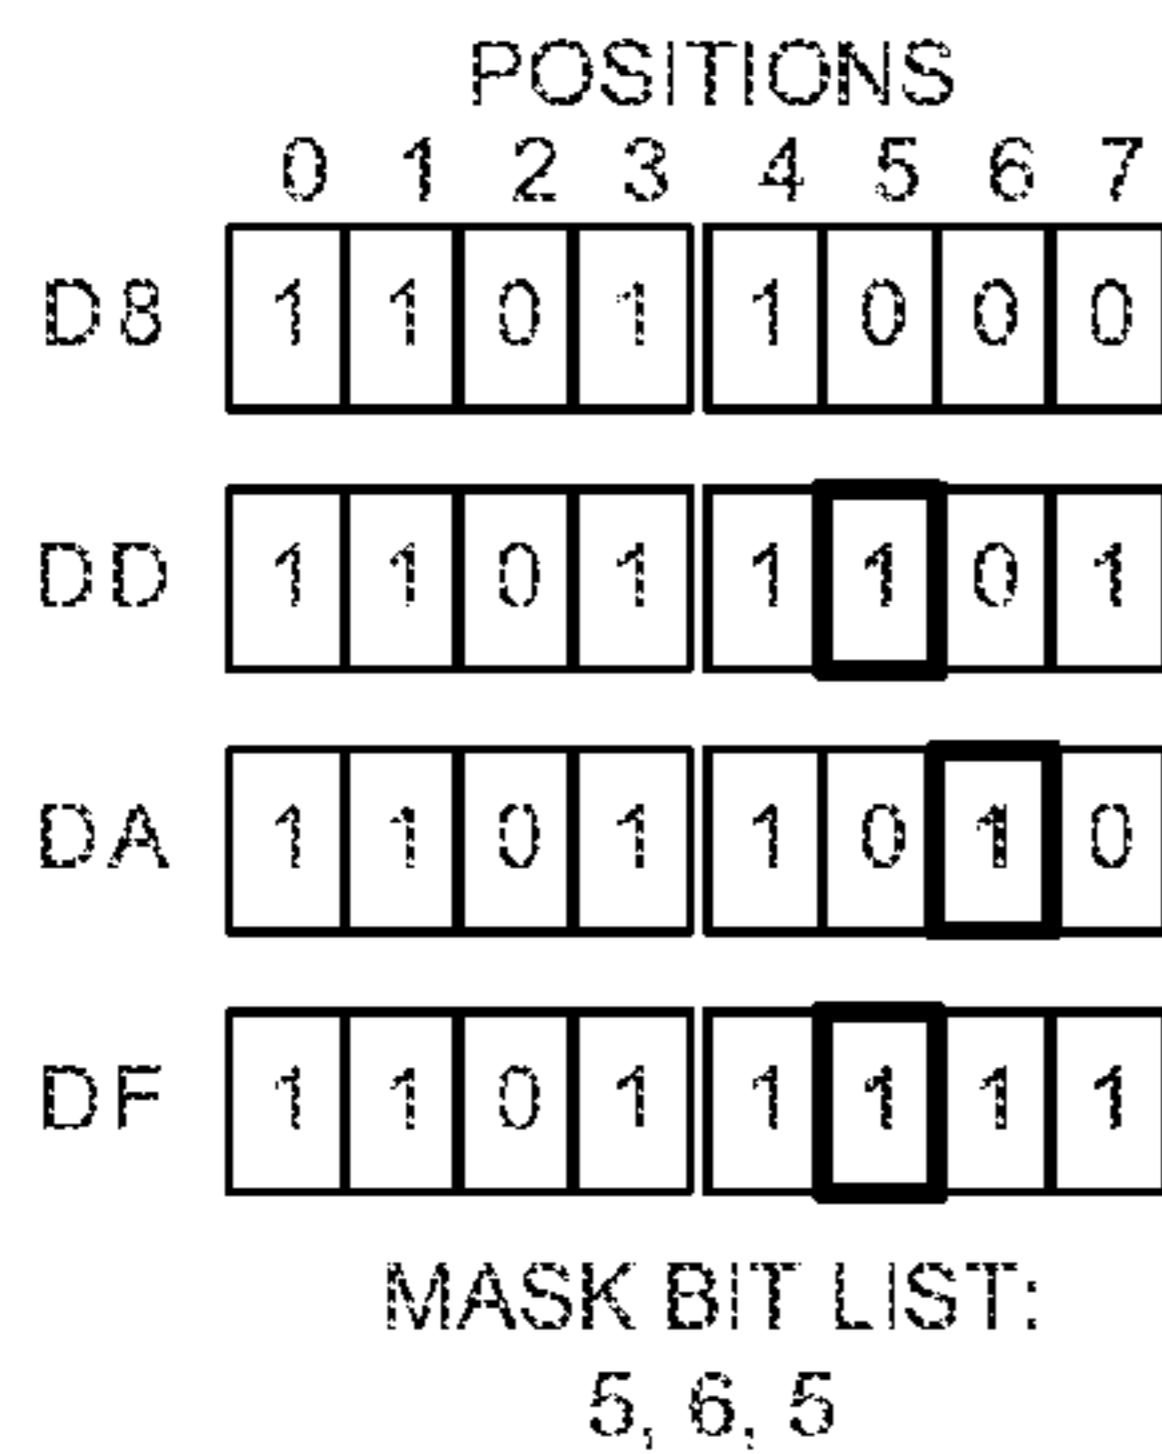 POSITIONS
0 1 2 3 4 5 6 7
D8 1 1 0 1 1 0 0 0
DD 1 1 0 1 1 1 0 1
DA 1 1 0 1 1 0 1 0
DF 1 1 0 1 1 1 1 1
MASK BIT LIST:
5, 6, 5